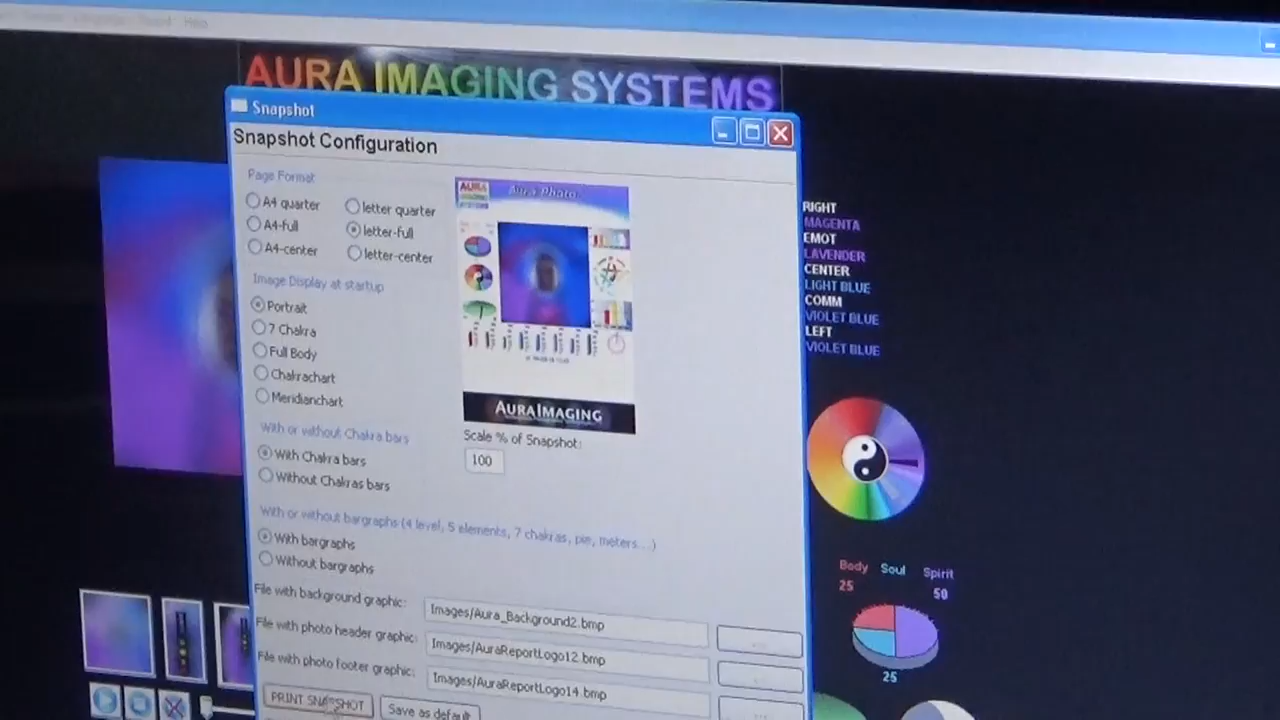 Help
AURA IMAGING SYSTEMS
Snapshot
Snapshot Configuration
Page Format
A4 quarter
letter quarter
A4-full
letter-full
A4-center
letter-center
Image Display at startup
Portrait
7 Chakra
Full Body
Chakrachart
Meridianchart
With or without Chakra bars
With Chakra bars
Without Chakras bars
With or without bargraphs (4 level, 5 elements, 7 chakras, pie, meters...)
With bargraphs
Without bargraphs
File with background graphic:
Images/Aura_Background2.bmp
...
File with photo header graphic:
Images/AuraReportLogo12.bmp
...
File with photo footer graphic:
Images/AuraReportLogo14.bmp
...
PRINT SNAPSHOT
Save as default
AURA
Aura Photo
AURAIMAGING
Scale % of Snapshot:
100
RIGHT
MAGENTA
EMOT
LAVENDER
CENTER
LIGHT BLUE
COMM
VIOLET BLUE
LEFT
VIOLET BLUE
Body Soul Spirit
25 50
25